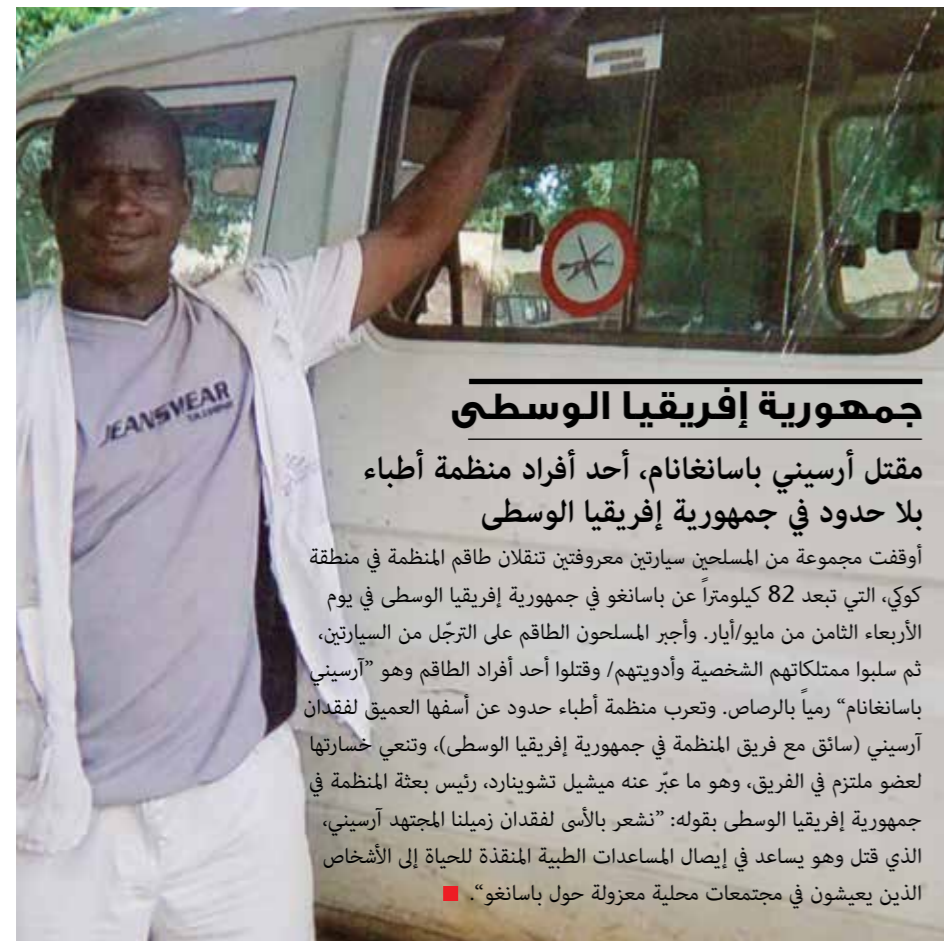 JEANSWEAR
جمهورية إفريقيا الوسطى
مقتل أرسيني باسانغانام، أحد أفراد منظمة أطباء
بلا حدود في جمهورية إفريقيا الوسطى
أوقفت مجموعة من المسلحين سيارتين معروفتين تنقلان طاقم المنظمة في منطقة
كوكي، التي تبعد 82 كيلومتراً عن باسانغو في جمهورية إفريقيا الوسطى في يوم
الأربعاء الثامن من مايو/أيار. وأجبر المسلحون الطاقم على الترجّل من السيارتين،
ثم سلبوا ممتلكاتهم الشخصية وأدويتهم/ وقتلوا أحد أفراد الطاقم وهو ”آرسيني
باسانغانام“ رمياً بالرصاص. وتعرب منظمة أطباء حدود عن أسفها العميق لفقدان
آرسيني (سائق مع فريق المنظمة في جمهورية إفريقيا الوسطى)، وتنعي خسارتها
لعضو ملتزم في الفريق، وهو ما عبّر عنه ميشيل تشوينارد، رئيس بعثة المنظمة في
جمهورية إفريقيا الوسطى بقوله: ”نشعر بالأسى لفقدان زميلنا المجتهد آرسيني،
الذي قتل وهو يساعد في إيصال المساعدات الطبية المنقذة للحياة إلى الأشخاص
الذين يعيشون في مجتمعات محلية معزولة حول باسانغو“.